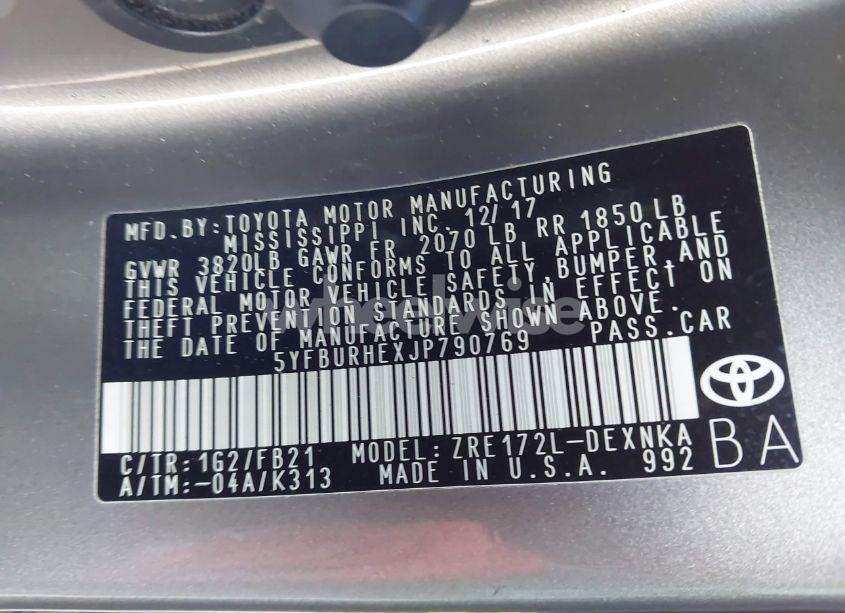 MFD. BY: TOYOTA MOTOR MANUFACTURING
MISSISSIPPI INC. 12/17
GVWR 3820LB GAWR FR 2070 LB RR 1850 LB
THIS VEHICLE CONFORMS TO ALL APPLICABLE
FEDERAL MOTOR VEHICLE SAFETY, BUMPER, AND
THEFT PREVENTION STANDARDS IN EFFECT ON
THE DATE OF MANUFACTURE SHOWN ABOVE.
5YFBURHEXJP790769 PASS. CAR
C/TR: 1G2/FB21 MODEL: ZRE172L-DEXNKA
A/TM: -04A/K313 MADE IN U.S.A. 992
BA